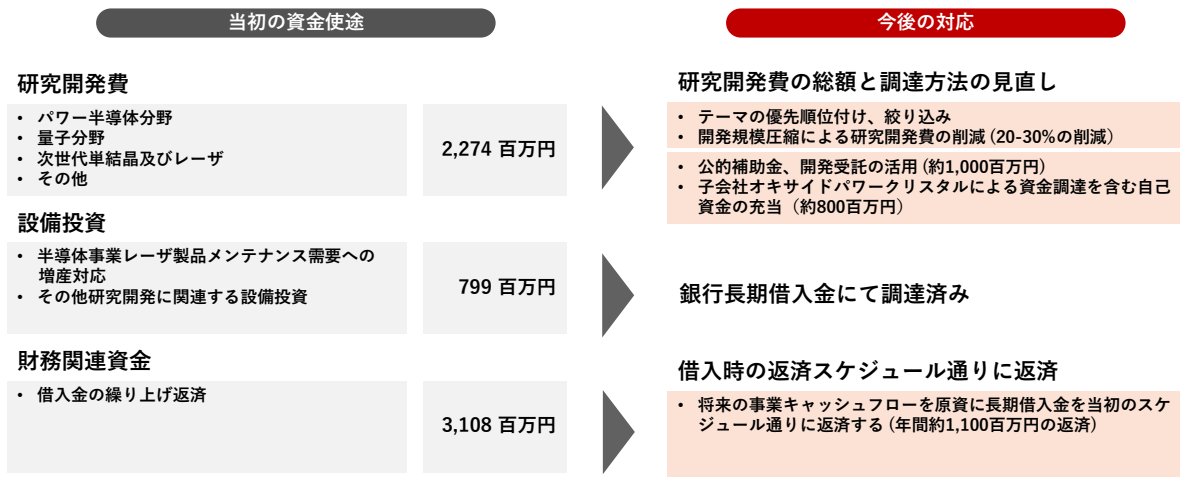 当初の資金使途
今後の対応
研究開発費
• パワー半導体分野
• 量子分野
• 次世代単結晶及びレーザ
• その他
2,274 百万円
研究開発費の総額と調達方法の見直し
• テーマの優先順位付け、絞り込み
• 開発規模圧縮による研究開発費の削減 (20-30%の削減)
• 公的補助金、開発受託の活用 (約1,000百万円)
• 子会社オキサイドパワークリスタルによる資金調達を含む自己
資金の充当（約800百万円）
設備投資
• 半導体事業レーザ製品メンテナンス需要への
増産対応
• その他研究開発に関連する設備投資
799 百万円
銀行長期借入金にて調達済み
財務関連資金
• 借入金の繰り上げ返済
3,108 百万円
借入時の返済スケジュール通りに返済
• 将来の事業キャッシュフローを原資に長期借入金を当初のスケ
ジュール通りに返済する (年間約1,100百万円の返済)